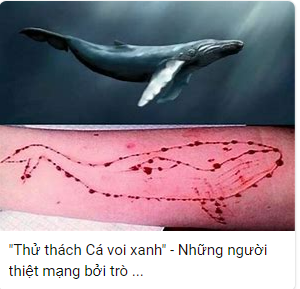 "Thử thách Cá voi xanh" - Những người
thiệt mạng bởi trò ...